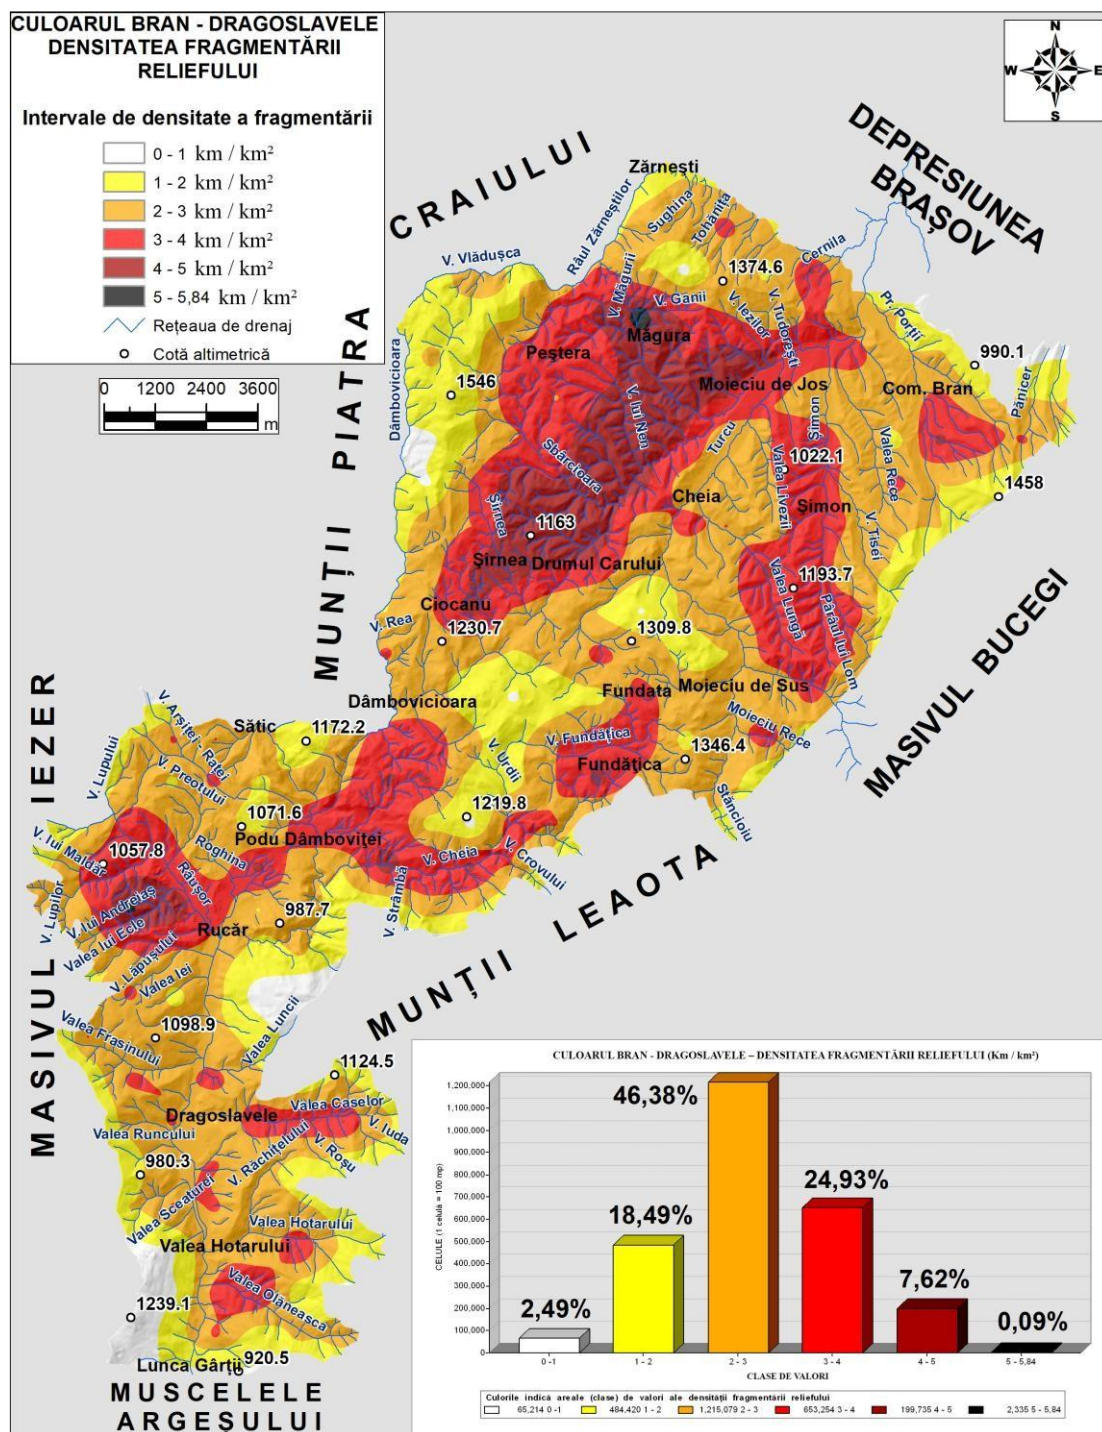 CULOARUL BRAN - DRAGOSLAVELE
DENSITATEA FRAGMENTĂRII
RELIEFULUI
Intervale de densitate a fragmentării
0 - 1 km / km²
1 - 2 km / km²
2 - 3 km / km²
3 - 4 km / km²
4 - 5 km / km²
5 - 5,84 km / km²
Rețeaua de drenaj
Cotă altimetrică
0 1200 2400 3600
m
N
W E
S
DEPRESIUNEA
BRAȘOV
CRAIULUI
PIATRA
MUNȚII
MASIVUL IEZER
MASIVUL BUCEGI
MUNȚII LEAOTA
MUSCELELE
ARGEȘULUI
Zărnești
Râul Zărneștilor
Sughina
Tohănița
Cernila
V. Vlădușca
1374.6
V. Măgurii
V. Ganii
V. Iezilor
V. Tudorești
Pr. Porții
Măgura
Peștera
990.1
Dâmbovicioara
1546
Moieciu de Jos
Com. Bran
Pănicer
V. lui Nen
Turcu
Șimon
Sbârcioara
1022.1
Valea Livezii
Valea Rece
1458
Cheia
Șimon
Șirnea
1163
V. Tisei
Șirnea
Drumul Carului
1193.7
Ciocanu
Valea Lungă
Pârâul lui Lom
V. Rea
1230.7
1309.8
Dâmbovicioara
Fundata
Moieciu de Sus
Moieciu Rece
V. Fundățica
Fundățica
1346.4
Stăncioiu
V. Urdii
Sătic
1172.2
V. Arșiței - Raței
V. Lupului
V. Preotului
1219.8
1071.6
Podu Dâmboviței
V. Cheia
V. Crovului
V. Strâmbă
Roghina
Râușor
V. lui Maldăr
1057.8
V. Lupilor
V. lui Andreiaș
Valea lui Ecle
Rucăr
987.7
V. Lăpușului
Valea Iei
1098.9
Valea Frasinului
Valea Luncii
1124.5
Dragoslavele
Valea Caselor
V. Iuda
Valea Runcului
V. Răchițelului
V. Roșu
980.3
Valea Sceaturei
Valea Hotarului
Valea Hotarului
Valea Olăneasca
1239.1
Lunca Gârții
920.5
CULOARUL BRAN - DRAGOSLAVELE – DENSITATEA FRAGMENTĂRII RELIEFULUI (Km / km²)
CELULE (1 celulă = 100 mp)
1,200,000
1,100,000
1,000,000
900,000
800,000
700,000
600,000
500,000
400,000
300,000
200,000
100,000
0
2,49%
18,49%
46,38%
24,93%
7,62%
0,09%
0 -1
1 - 2
2 - 3
3 - 4
4 - 5
5 - 5,84
CLASE DE VALORI
Culorile indică areale (clase) de valori ale densității fragmentării reliefului
65,214 0 -1
484,420 1 - 2
1,215,079 2 - 3
653,254 3 - 4
199,735 4 - 5
2,335 5 - 5,84